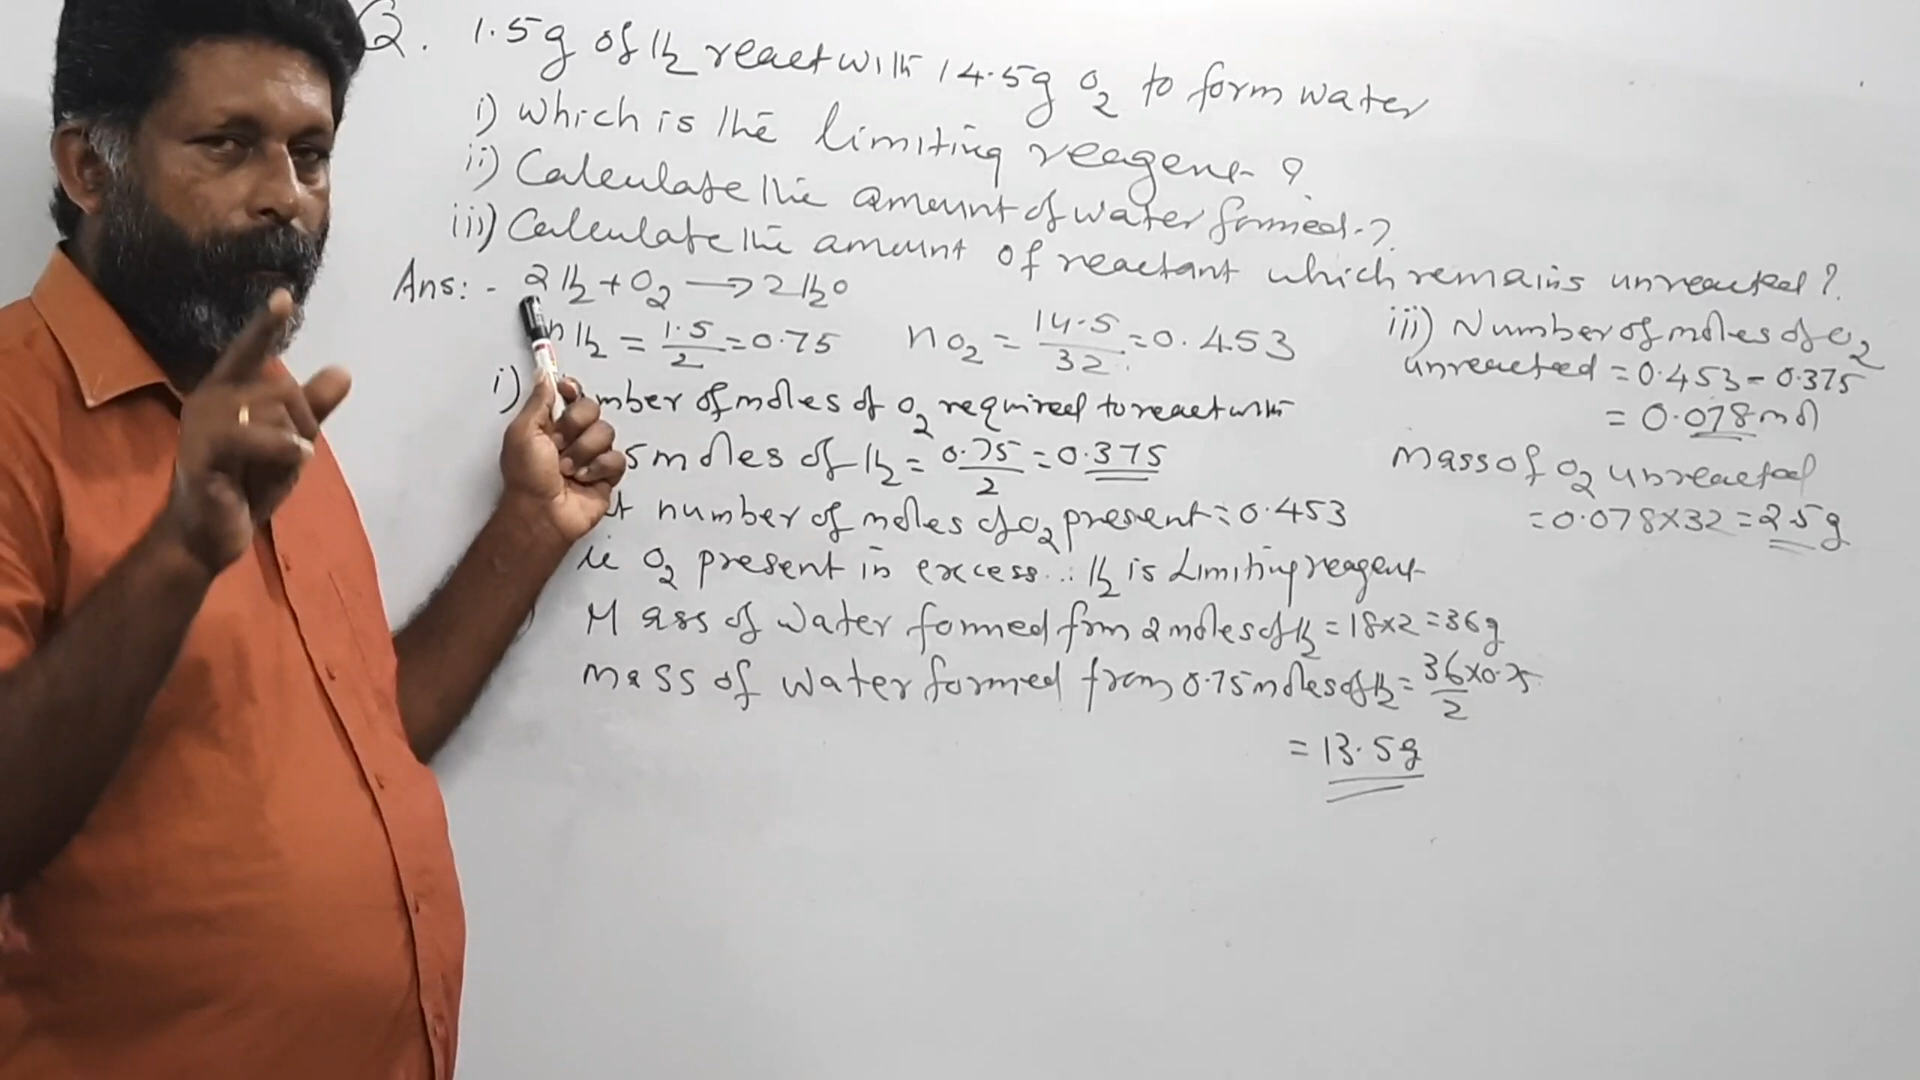 Q. 1.5g of H2 react with 14.5g O2 to form water
i) Which is the limiting reagent?
ii) Calculate the amount of water formed?
iii) Calculate the amount of reactant which remains unreacted?
Ans:- 2H2+O2→2H2O
nH2 = 1.5/2 = 0.75 nO2 = 14.5/32 = 0.453
i) mber of moles of O2 required to react with
5 moles of H2 = 0.75/2 = 0.375
number of moles of O2 present = 0.453
ie O2 present in excess ∴ H2 is Limiting reagent
Mass of water formed from 2 moles of H2 = 18×2 = 36g
mass of water formed from 0.75 moles of H2 = 36×0.75/2
= 13.5g
iii) Number of moles of O2
unreacted = 0.453-0.375
= 0.078 mol
Mass of O2 unreacted
= 0.078×32 = 2.5g